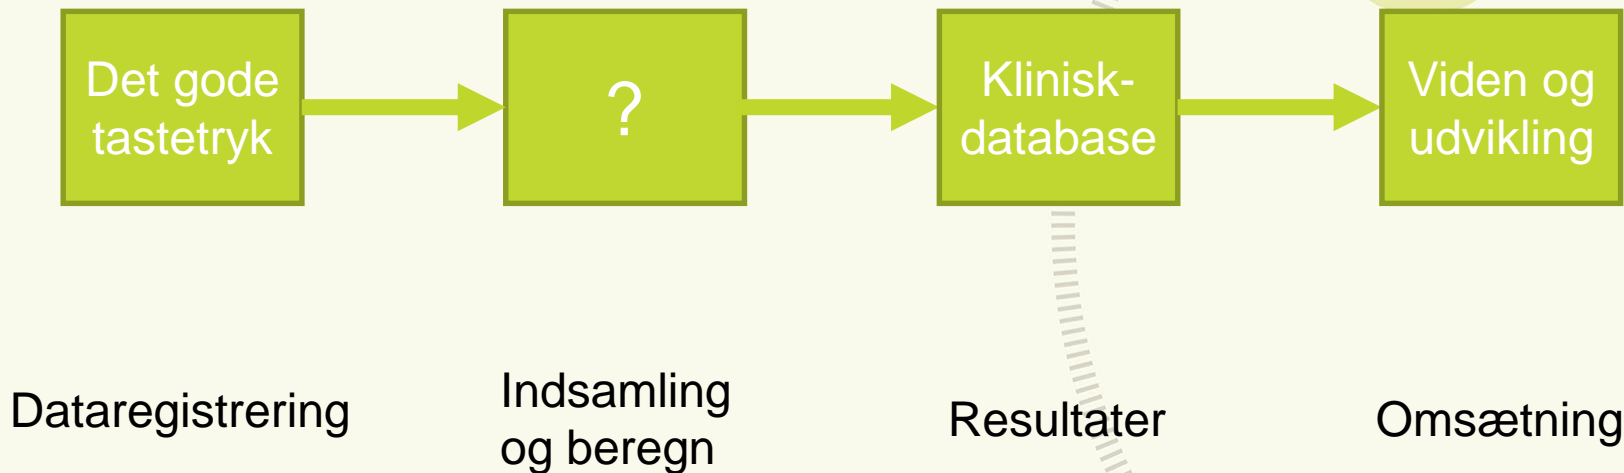 Det gode
tastetryk
?
Klinisk-
database
Viden og
udvikling
Dataregistrering
Indsamling
og beregn
Resultater
Omsætning